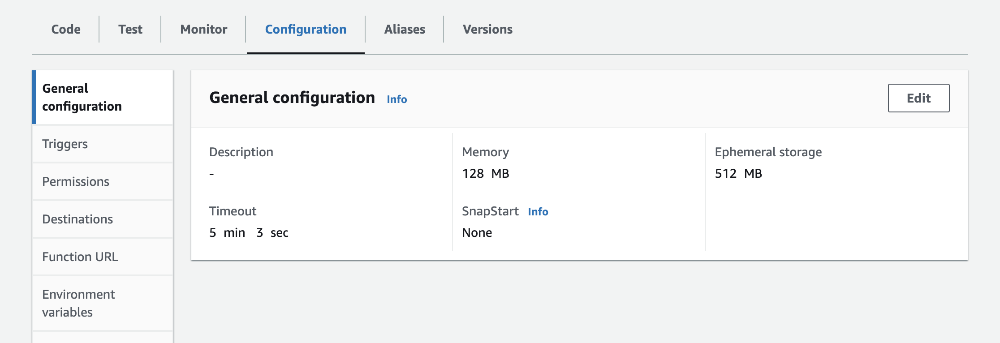 Code
Test
Monitor
Configuration
Aliases
Versions
General
configuration
Triggers
Permissions
Destinations
Function URL
Environment
variables
General configuration Info
Edit
Description
-
Memory
128 MB
Ephemeral storage
512 MB
Timeout
5 min 3 sec
SnapStart Info
None